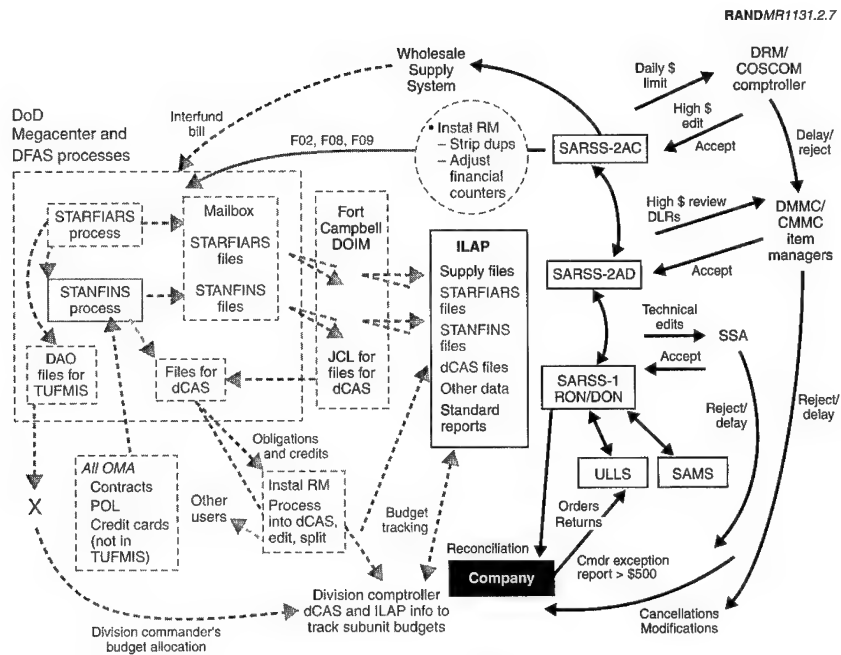 RANDMR1131.2.7
Wholesale
Supply
System
Daily $
limit
DRM/
COSCOM
comptroller
High $
edit
Accept
Delay/
reject
DoD
Megacenter and
DFAS processes
Interfund
bill
F02, F08, F09
• Instal RM
– Strip dups
– Adjust
financial
counters
SARSS-2AC
STARFIARS
process
Mailbox
STARFIARS
files
STANFINS
files
Fort
Campbell
DOIM
JCL for
files for
dCAS
ILAP
Supply files
STARFIARS
files
STANFINS
files
dCAS files
Other data
Standard
reports
High $ review
DLRs
DMMC/
CMMC
item
managers
Accept
SARSS-2AD
STANFINS
process
Technical
edits
SSA
Accept
DAO
files for
TUFMIS
Files for
dCAS
SARSS-1
RON/DON
Reject/
delay
Reject/
delay
Obligations
and credits
All OMA
Contracts
POL
Credit cards
(not in
TUFMIS)
X
Other
users
Instal RM
Process
into dCAS,
edit, split
Budget
tracking
ULLS
SAMS
Orders
Returns
Reconciliation
Company
Cmdr exception
report > $500
Division comptroller
dCAS and ILAP info to
track subunit budgets
Cancellations
Modifications
Division commander's
budget allocation